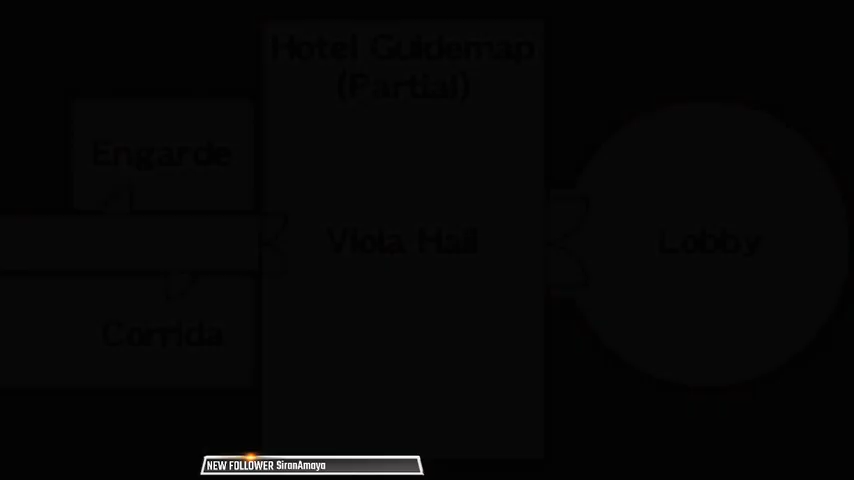 Hotel Guidemap
(Partial)
Engarde
Viola Hall
Lobby
Corrida
NEW FOLLOWER SiranAmaya